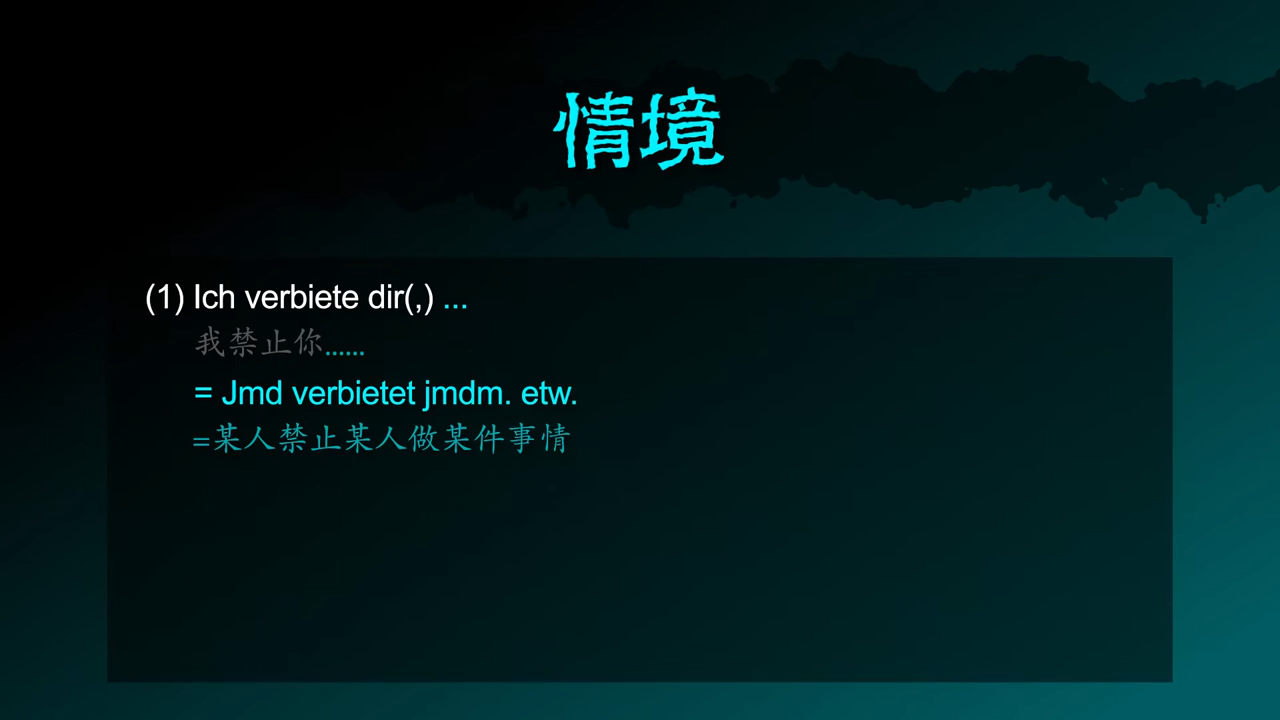 情境
(1) Ich verbiete dir(,) ...
我禁止你......
= Jmd verbietet jmdm. etw.
=某人禁止某人做某件事情